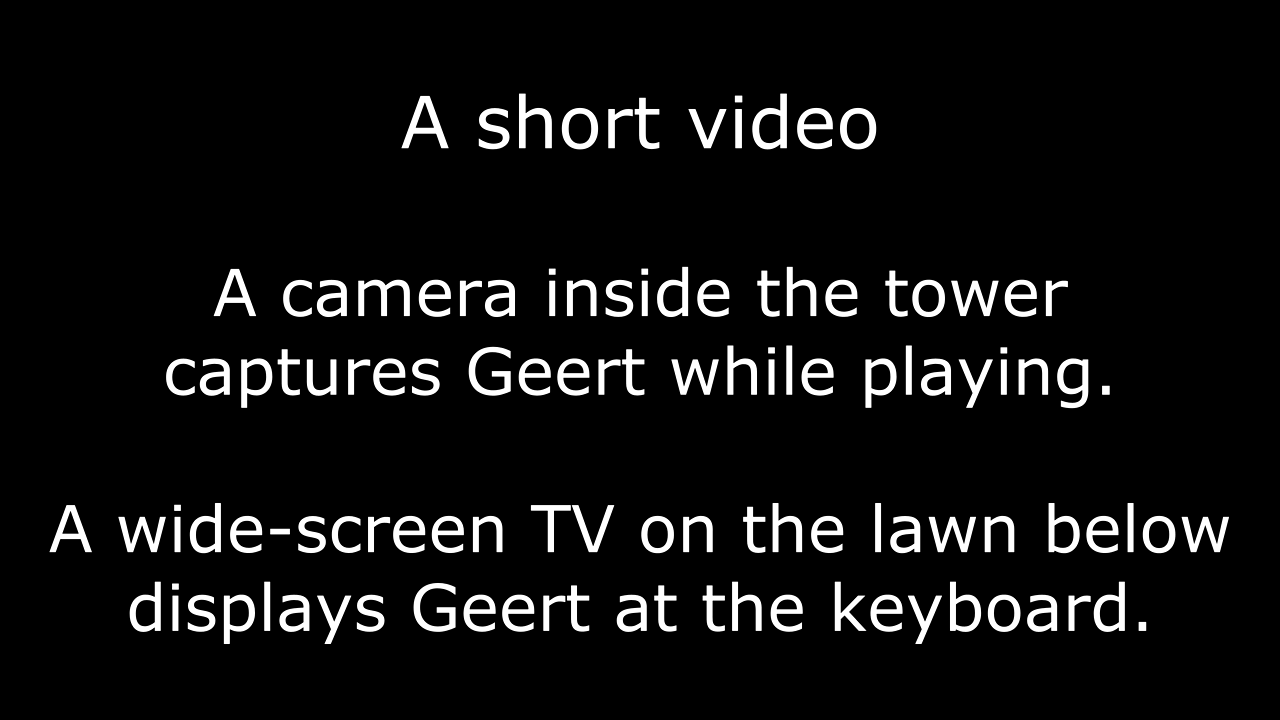 A short video
A camera inside the tower
captures Geert while playing.
A wide-screen TV on the lawn below
displays Geert at the keyboard.